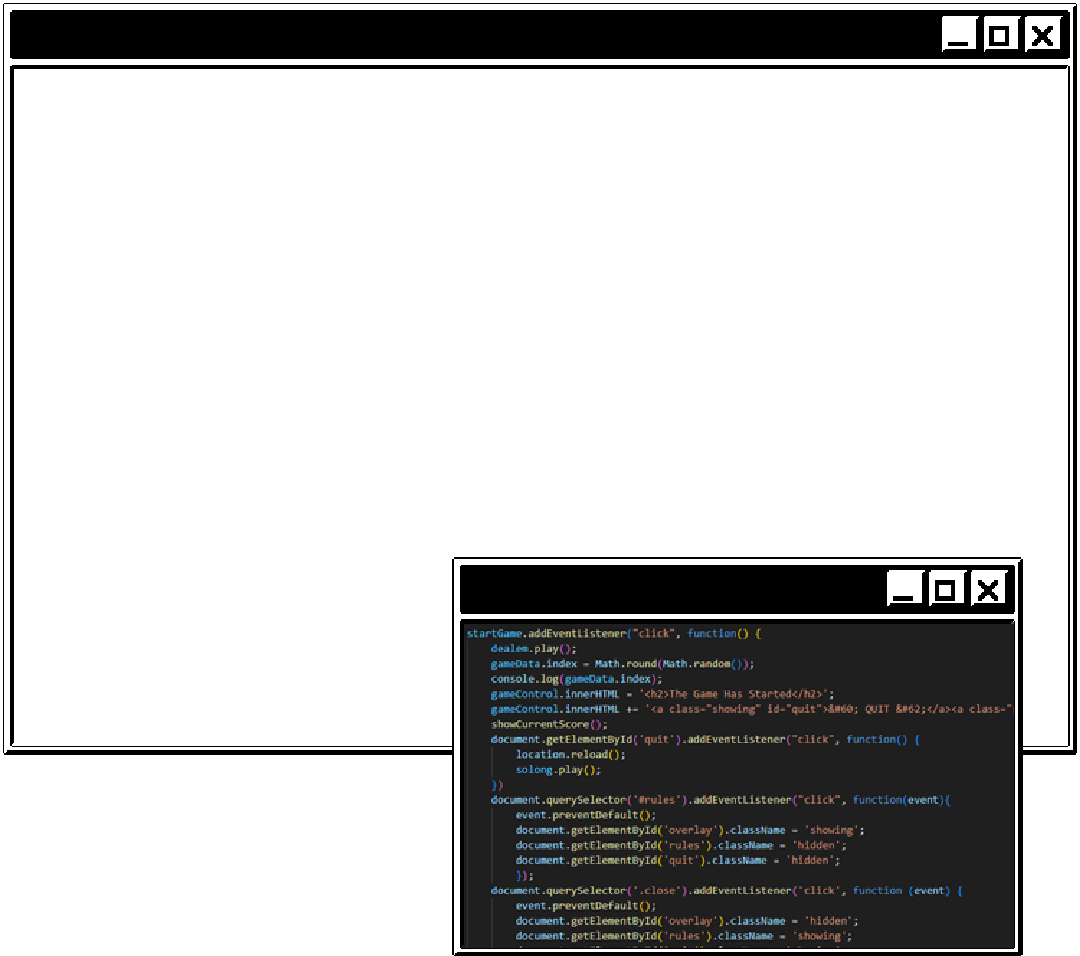 startGame.addEventListener("click", function() {
dealem.play();
gameData.index = Math.round(Math.random());
console.log(gameData.index);
gameControl.innerHTML = '<h2>The Game Has Started</h2>';
gameControl.innerHTML += '<a class="showing" id="quit">&#60; QUIT &#62;</a><a class="
showCurrentScore();
document.getElementById('quit').addEventListener("click", function() {
location.reload();
solong.play();
})
document.querySelector('#rules').addEventListener("click", function(event){
event.preventDefault();
document.getElementById('overlay').className = 'showing';
document.getElementById('rules').className = 'hidden';
document.getElementById('quit').className = 'hidden';
});
document.querySelector('.close').addEventListener('click', function (event) {
event.preventDefault();
document.getElementById('overlay').className = 'hidden';
document.getElementById('rules').className = 'showing';